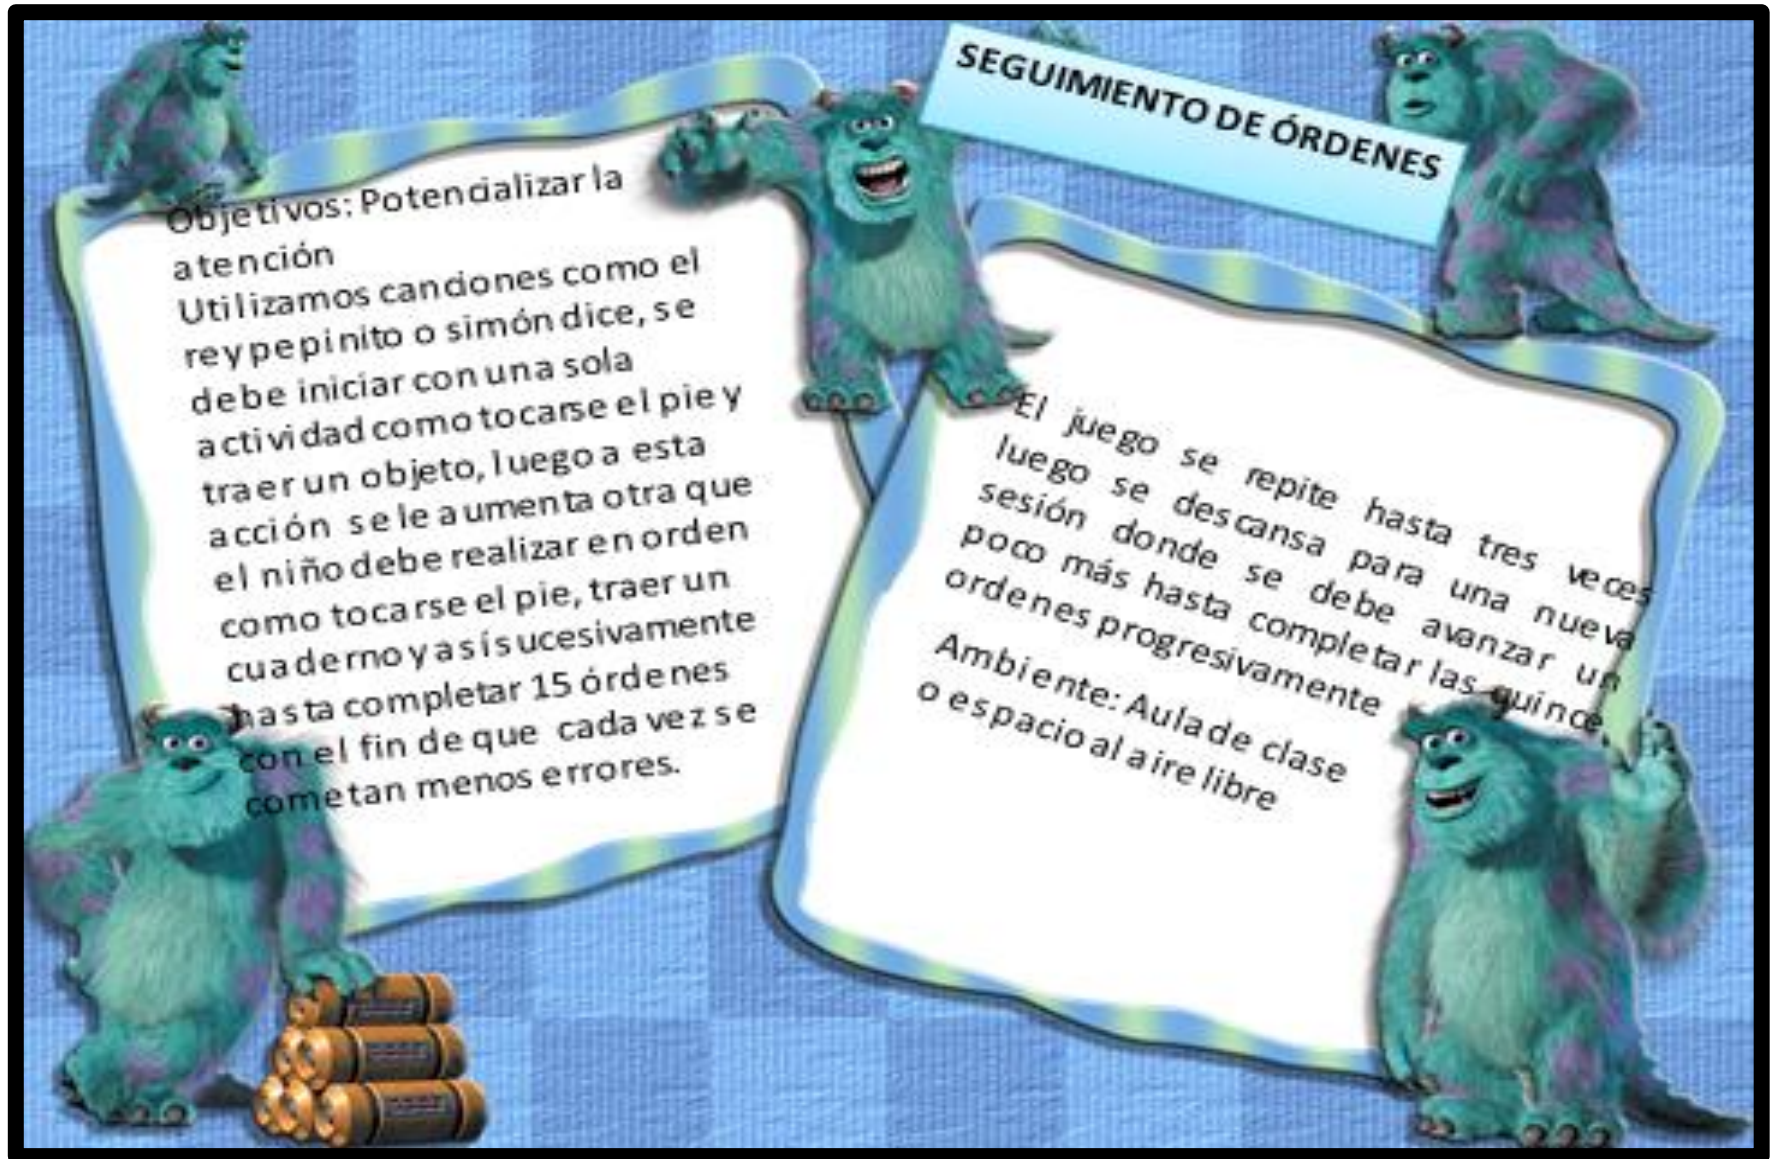 SEGUIMIENTO DE ÓRDENES
Objetivos: Potencializar la
atención
Utilizamos canciones como el
rey pepinito o simón dice, se
debe iniciar con una sola
actividad como tocarse el pie y
traer un objeto, luego a esta
acción se le aumenta otra que
el niño debe realizar en orden
como tocarse el pie, traer un
cuaderno y así sucesivamente
hasta completar 15 órdenes
con el fin de que cada vez se
cometan menos errores.
El juego se repite hasta tres veces
luego se descansa para una nueva
sesión donde se debe avanzar un
poco más hasta completar las quince
ordenes progresivamente
Ambiente: Aula de clase
o espacio al aire libre